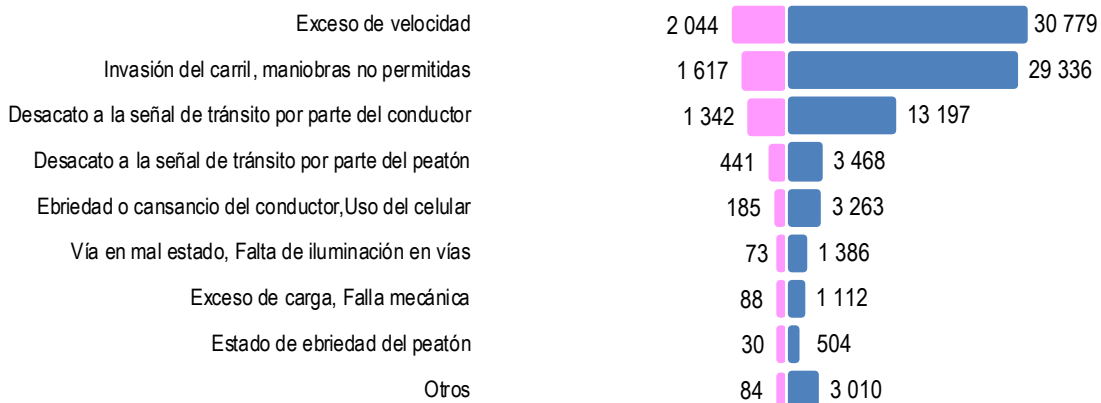 Exceso de velocidad 2 044 30 779
Invasión del carril, maniobras no permitidas 1 617 29 336
Desacato a la señal de tránsito por parte del conductor 1 342 13 197
Desacato a la señal de tránsito por parte del peatón 441 3 468
Ebriedad o cansancio del conductor,Uso del celular 185 3 263
Vía en mal estado, Falta de iluminación en vías 73 1 386
Exceso de carga, Falla mecánica 88 1 112
Estado de ebriedad del peatón 30 504
Otros 84 3 010